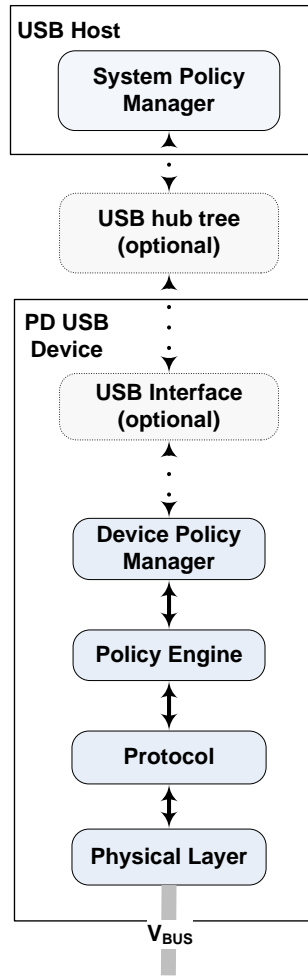 USB Host
System Policy
Manager
USB hub tree
(optional)
PD USB
Device
USB Interface
(optional)
Device Policy
Manager
Policy Engine
Protocol
Physical Layer
VBUS